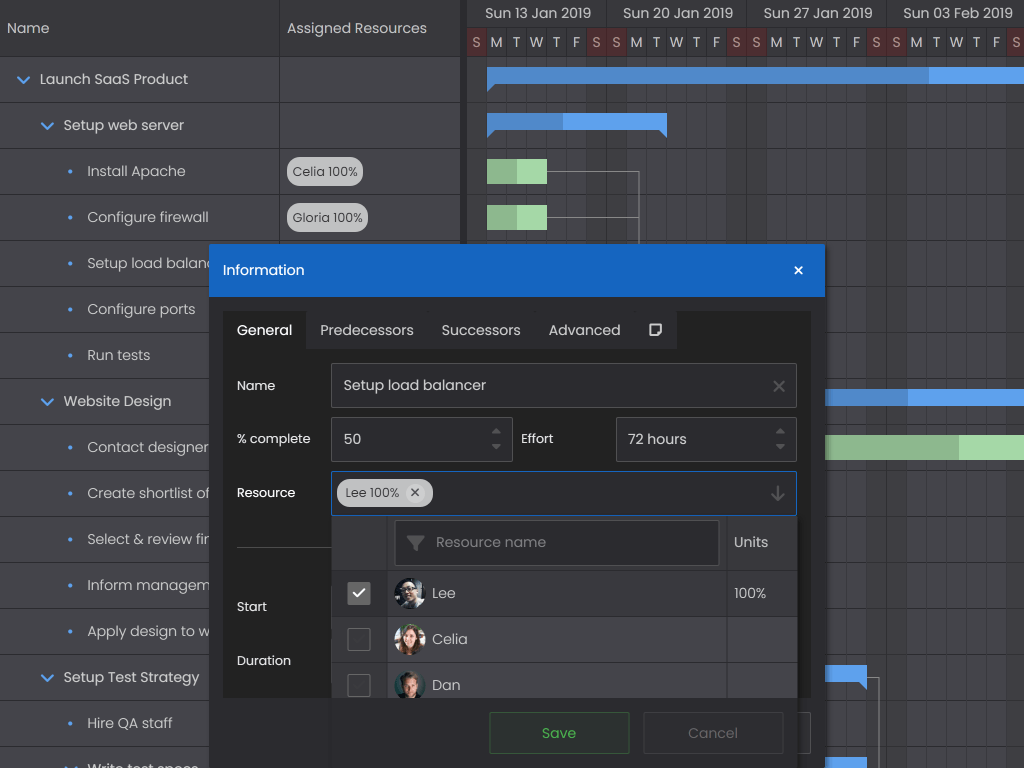 Name Assigned Resources Sun 13 Jan 2019 Sun 20 Jan 2019 Sun 27 Jan 2019 Sun 03 Feb 2019
S M T W T F S S M T W T F S S M T W T F S S M T W T F S
Launch SaaS Product
Setup web server
Install Apache Celia 100%
Configure firewall Gloria 100%
Setup load balan
Information
Configure ports
General Predecessors Successors Advanced
Run tests
Name Setup load balancer
Website Design
% complete 50 Effort 72 hours
Contact designer
Resource Lee 100%
Create shortlist of
Select & review fir
Resource name Units
Inform managem
Lee 100%
Start
Apply design to w
Celia
Duration
Setup Test Strategy
Dan
Hire QA staff
Save Cancel
Write test specs